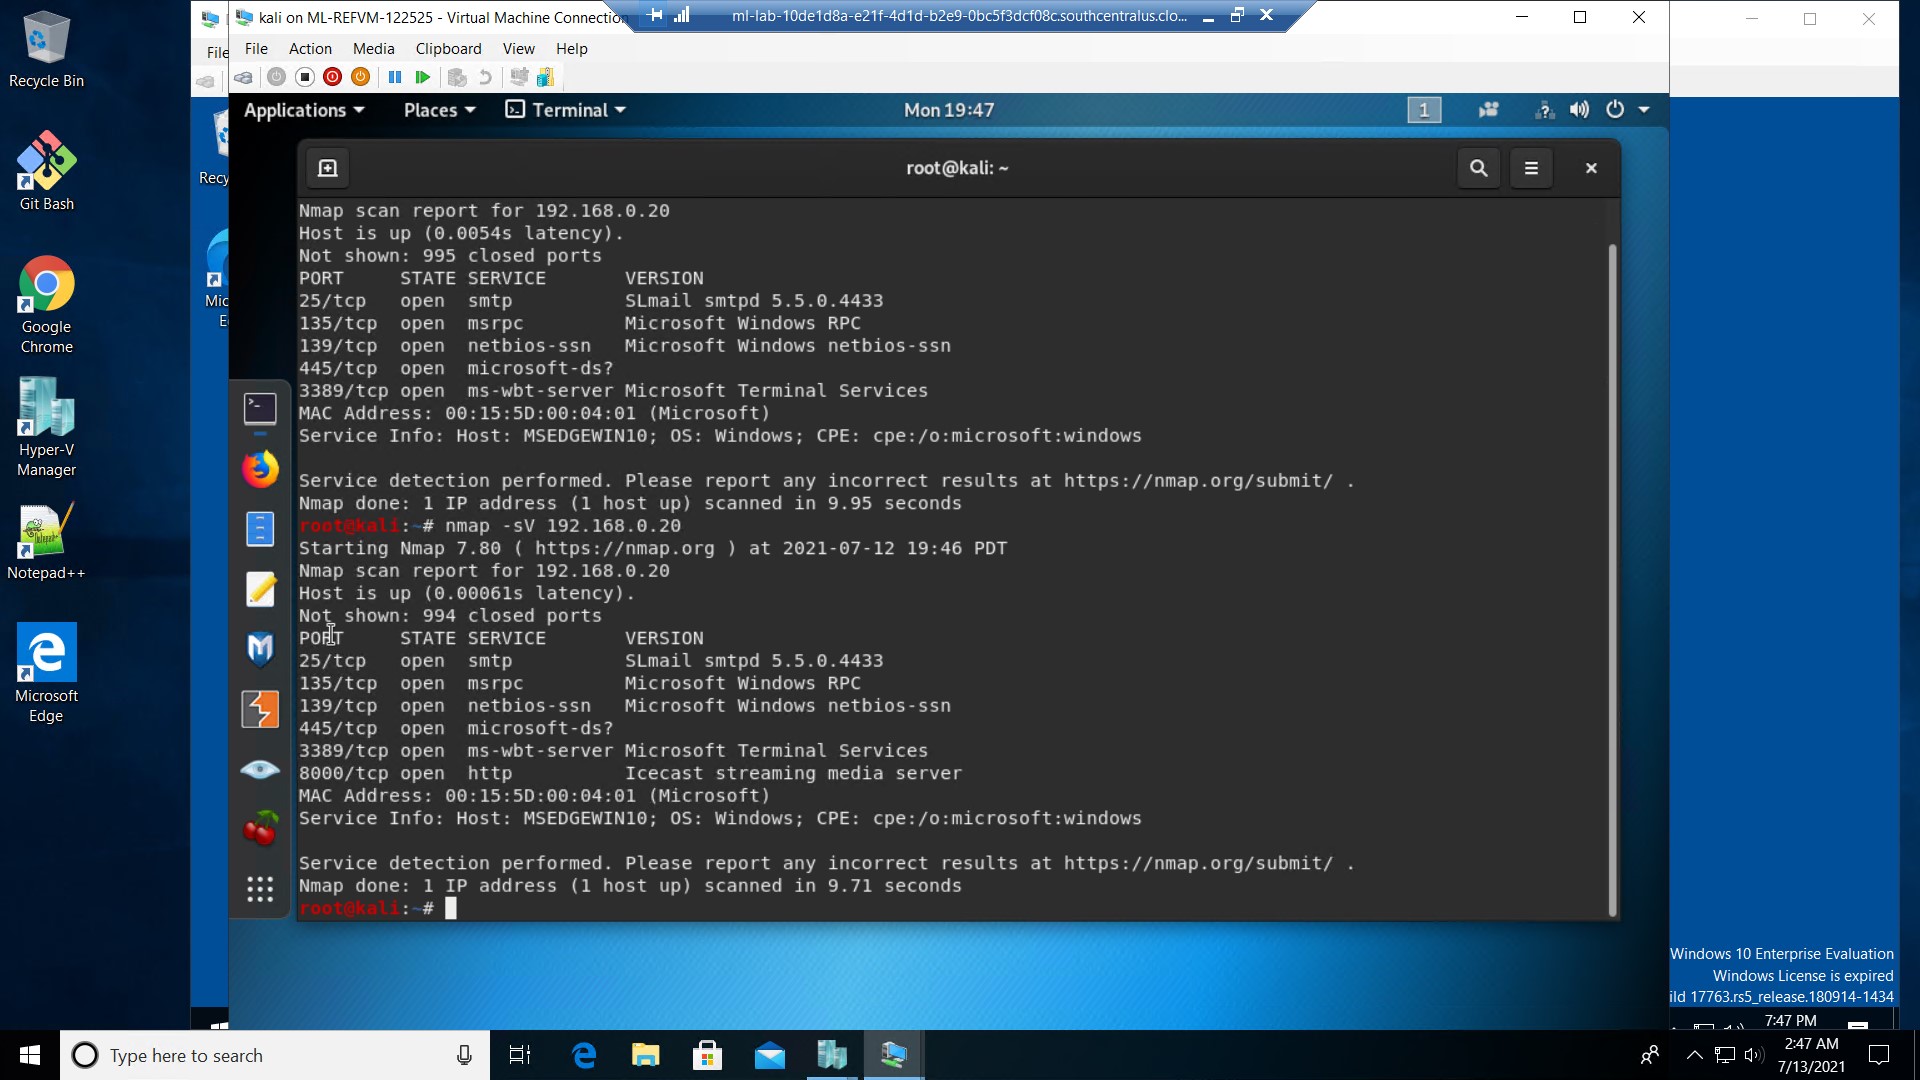 Recycle Bin
Git Bash
Google
Chrome
Hyper-V
Manager
Notepad++
Microsoft
Edge
kali on ML-REFVM-122525 - Virtual Machine Connection
ml-lab-10de1d8a-e21f-4d1d-b2e9-0bc5f3dcf08c.southcentralus.clo...
File
File Action Media Clipboard View Help
Recy
Mic
E
Applications Places Terminal Mon 19:47 1
root@kali: ~
Nmap scan report for 192.168.0.20
Host is up (0.0054s latency).
Not shown: 995 closed ports
PORT STATE SERVICE VERSION
25/tcp open smtp SLmail smtpd 5.5.0.4433
135/tcp open msrpc Microsoft Windows RPC
139/tcp open netbios-ssn Microsoft Windows netbios-ssn
445/tcp open microsoft-ds?
3389/tcp open ms-wbt-server Microsoft Terminal Services
MAC Address: 00:15:5D:00:04:01 (Microsoft)
Service Info: Host: MSEDGEWIN10; OS: Windows; CPE: cpe:/o:microsoft:windows
Service detection performed. Please report any incorrect results at https://nmap.org/submit/ .
Nmap done: 1 IP address (1 host up) scanned in 9.95 seconds
root@kali:~# nmap -sV 192.168.0.20
Starting Nmap 7.80 ( https://nmap.org ) at 2021-07-12 19:46 PDT
Nmap scan report for 192.168.0.20
Host is up (0.00061s latency).
Not shown: 994 closed ports
PORT STATE SERVICE VERSION
25/tcp open smtp SLmail smtpd 5.5.0.4433
135/tcp open msrpc Microsoft Windows RPC
139/tcp open netbios-ssn Microsoft Windows netbios-ssn
445/tcp open microsoft-ds?
3389/tcp open ms-wbt-server Microsoft Terminal Services
8000/tcp open http Icecast streaming media server
MAC Address: 00:15:5D:00:04:01 (Microsoft)
Service Info: Host: MSEDGEWIN10; OS: Windows; CPE: cpe:/o:microsoft:windows
Service detection performed. Please report any incorrect results at https://nmap.org/submit/ .
Nmap done: 1 IP address (1 host up) scanned in 9.71 seconds
root@kali:~#
Windows 10 Enterprise Evaluation
Windows License is expired
ild 17763.rs5_release.180914-1434
7:47 PM
Type here to search
2:47 AM
7/13/2021